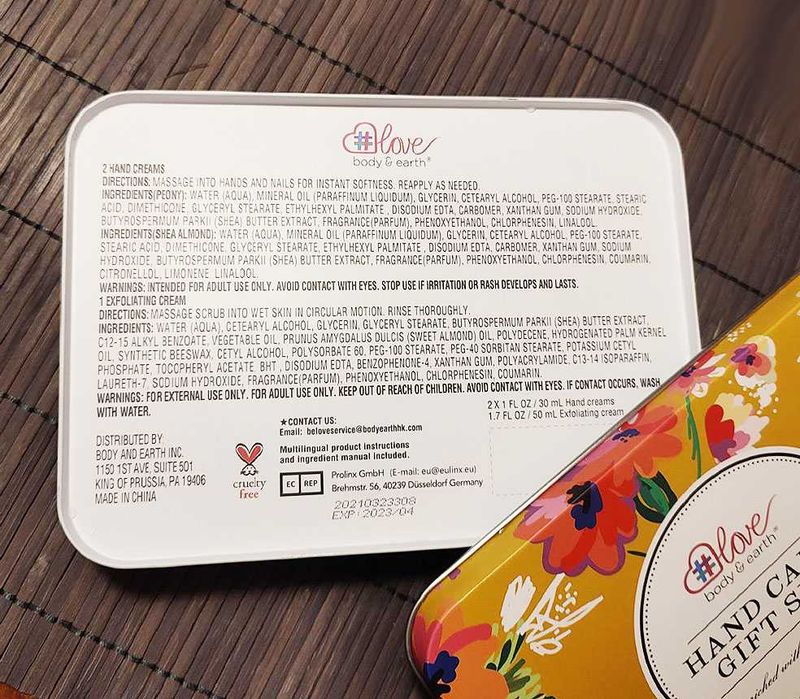 #love
body & earth®
2 HAND CREAMS
DIRECTIONS: MASSAGE INTO HANDS AND NAILS FOR INSTANT SOFTNESS. REAPPLY AS NEEDED.
INGREDIENTS(PEONY): WATER (AQUA), MINERAL OIL (PARAFFINUM LIQUIDUM), GLYCERIN, CETEARYL ALCOHOL, PEG-100 STEARATE, STEARIC
ACID, DIMETHICONE, GLYCERYL STEARATE, ETHYLHEXYL PALMITATE , DISODIUM EDTA, CARBOMER, XANTHAN GUM, SODIUM HYDROXIDE,
BUTYROSPERMUM PARKII (SHEA) BUTTER EXTRACT, FRAGRANCE(PARFUM), PHENOXYETHANOL, CHLORPHENESIN, LINALOOL.
INGREDIENTS(SHEA ALMOND): WATER (AQUA), MINERAL OIL (PARAFFINUM LIQUIDUM), GLYCERIN, CETEARYL ALCOHOL, PEG-100 STEARATE,
STEARIC ACID, DIMETHICONE, GLYCERYL STEARATE, ETHYLHEXYL PALMITATE , DISODIUM EDTA, CARBOMER, XANTHAN GUM, SODIUM
HYDROXIDE, BUTYROSPERMUM PARKII (SHEA) BUTTER EXTRACT, FRAGRANCE(PARFUM), PHENOXYETHANOL, CHLORPHENESIN, COUMARIN,
CITRONELLOL, LIMONENE, LINALOOL.
WARNINGS: INTENDED FOR ADULT USE ONLY. AVOID CONTACT WITH EYES. STOP USE IF IRRITATION OR RASH DEVELOPS AND LASTS.
1 EXFOLIATING CREAM
DIRECTIONS: MASSAGE SCRUB INTO WET SKIN IN CIRCULAR MOTION. RINSE THOROUGHLY.
INGREDIENTS: WATER (AQUA), CETEARYL ALCOHOL, GLYCERIN, GLYCERYL STEARATE, BUTYROSPERMUM PARKII (SHEA) BUTTER EXTRACT,
C12-15 ALKYL BENZOATE, VEGETABLE OIL, PRUNUS AMYGDALUS DULCIS (SWEET ALMOND) OIL, POLYDECENE, HYDROGENATED PALM KERNEL
OIL, SYNTHETIC BEESWAX, CETYL ALCOHOL, POLYSORBATE 60, PEG-100 STEARATE, PEG-40 SORBITAN STEARATE, POTASSIUM CETYL
PHOSPHATE, TOCOPHERYL ACETATE, BHT , DISODIUM EDTA, BENZOPHENONE-4, XANTHAN GUM, POLYACRYLAMIDE, C13-14 ISOPARAFFIN,
LAURETH-7, SODIUM HYDROXIDE, FRAGRANCE(PARFUM), PHENOXYETHANOL, CHLORPHENESIN, COUMARIN.
WARNINGS: FOR EXTERNAL USE ONLY. FOR ADULT USE ONLY. KEEP OUT OF REACH OF CHILDREN. AVOID CONTACT WITH EYES. IF CONTACT OCCURS, WASH
WITH WATER.
2 X 1 FL OZ / 30 mL Hand creams
1.7 FL OZ / 50 mL Exfoliating cream
DISTRIBUTED BY:
BODY AND EARTH INC.
1150 1ST AVE, SUITE 501
KING OF PRUSSIA, PA 19406
MADE IN CHINA
cruelty
free
★CONTACT US:
Email: beloveservice@bodyearthhk.com
Multilingual product instructions
and ingredient manual included.
EC REP
Prolinx GmbH (E-mail: eu@eulinx.eu)
Brehmstr. 56, 40239 Düsseldorf Germany
20210323308
EXP: 2023/04
#love
body & earth®
HAND CA
GIFT S